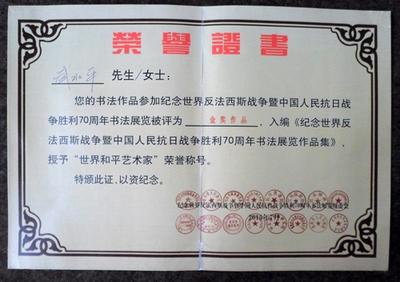 榮譽證書
先生/女士：
您的书法作品参加纪念世界反法西斯战争暨中国人民抗日战
争胜利70周年书法展览被评为 金奖作品 ，入编《纪念世界反
法西斯战争暨中国人民抗日战争胜利70周年书法展览作品集》，
授予“世界和平艺术家”荣誉称号。
特颁此证，以资纪念。